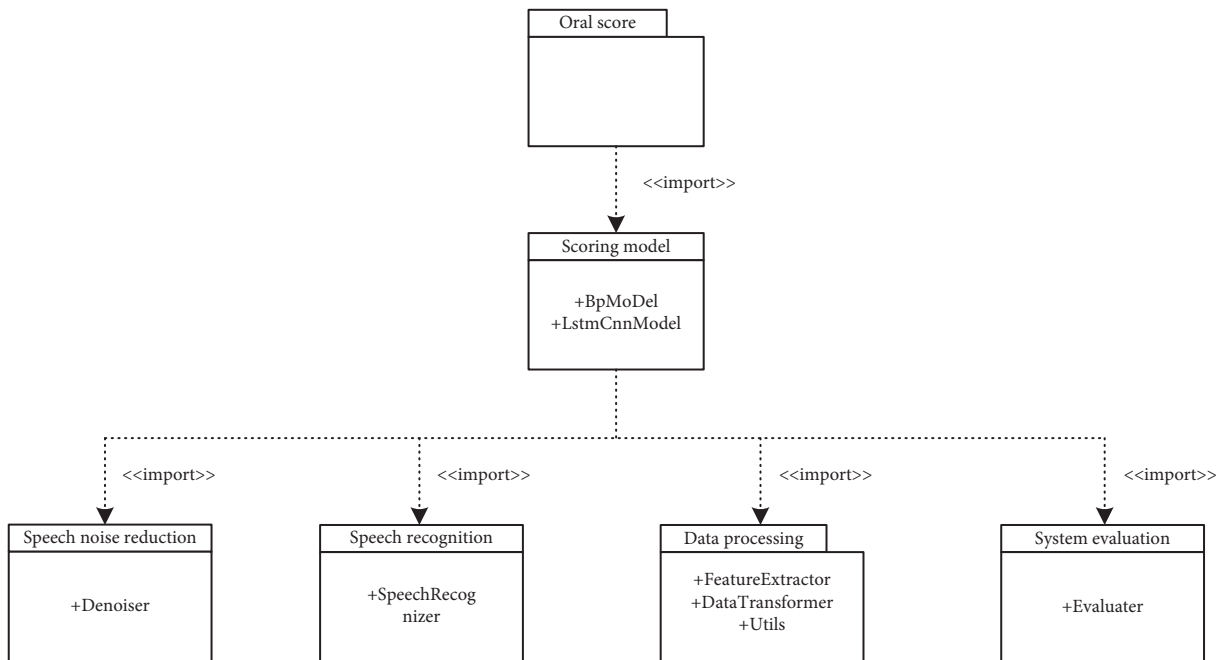 Oral score
<<import>>
Scoring model
+BpMoDel
+LstmCnnModel
<<import>>
<<import>>
<<import>>
<<import>>
Speech noise reduction
+Denoiser
Speech recognition
+SpeechRecog
nizer
Data processing
+FeatureExtractor
+DataTransformer
+Utils
System evaluation
+Evaluater